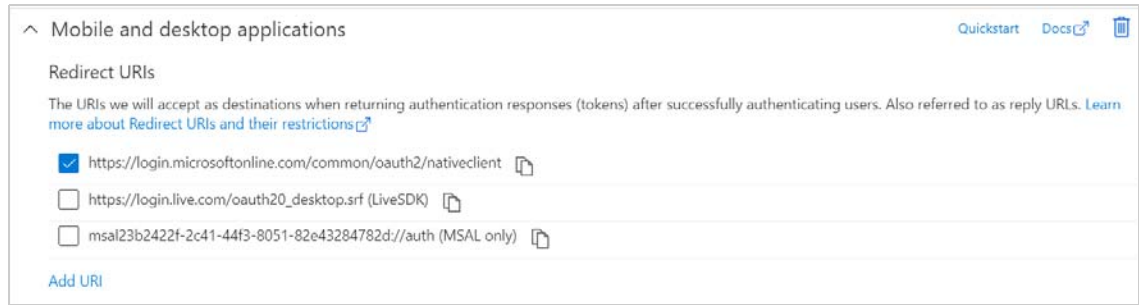 Mobile and desktop applications
Quickstart Docs
Redirect URIs
The URIs we will accept as destinations when returning authentication responses (tokens) after successfully authenticating users. Also referred to as reply URLs. Learn
more about Redirect URIs and their restrictions
https://login.microsoftonline.com/common/oauth2/nativeclient
https://login.live.com/oauth20_desktop.srf (LiveSDK)
msal23b2422f-2c41-44f3-8051-82e43284782d://auth (MSAL only)
Add URI